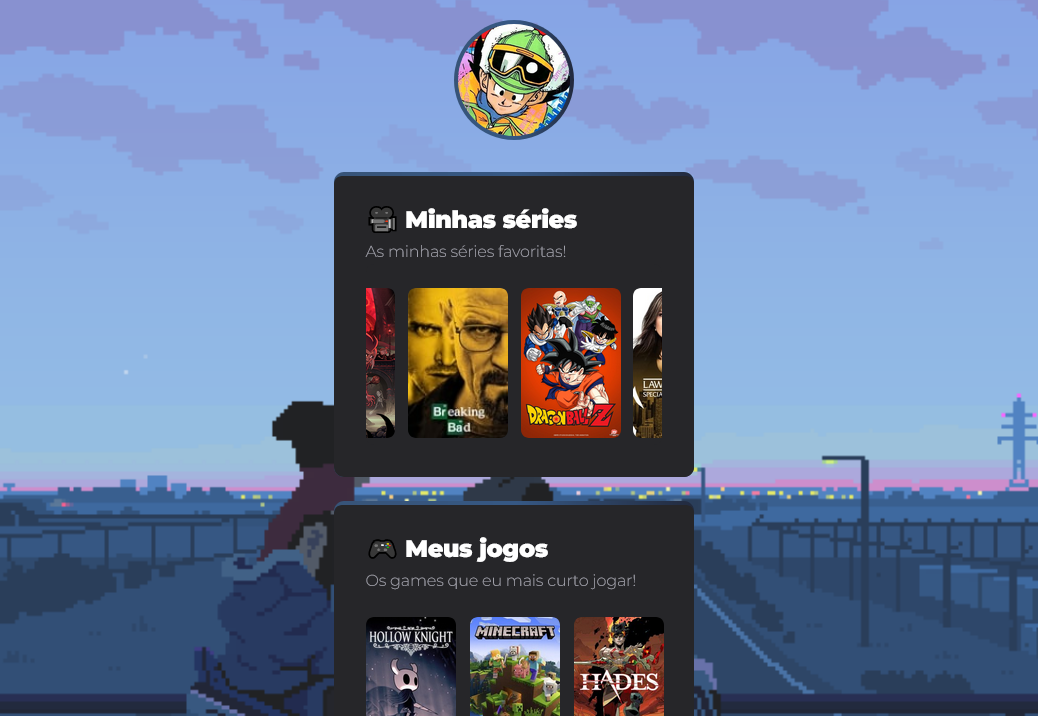 Minhas séries
As minhas séries favoritas!
Breaking
Bad
DRAGON BALL Z
LAW
SPECIA
Meus jogos
Os games que eu mais curto jogar!
HOLLOW KNIGHT
MINECRAFT
HADES